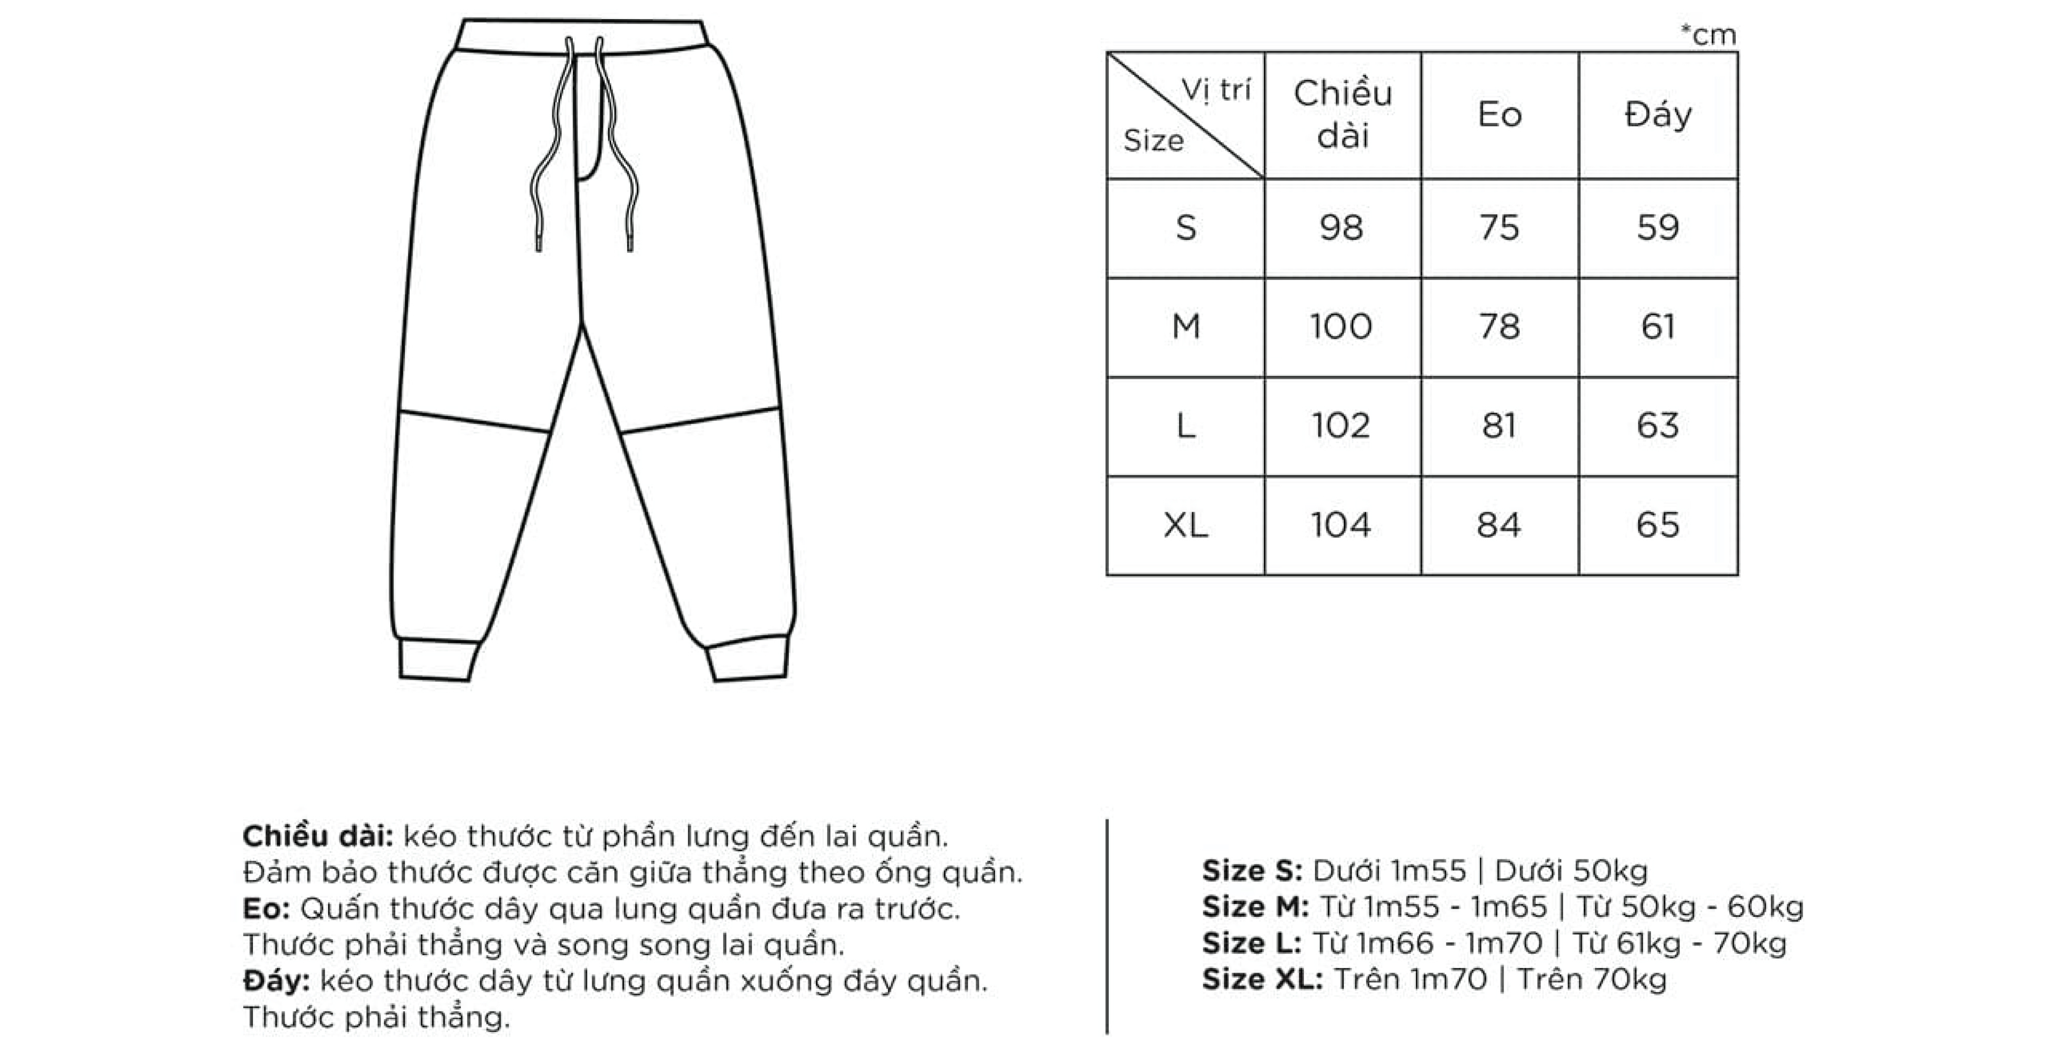 *cm
Vị trí
Size
Chiều
dài
Eo
Đáy
S 98 75 59
M 100 78 61
L 102 81 63
XL 104 84 65
Chiều dài: kéo thước từ phần lưng đến lai quần.
Đảm bảo thước được căn giữa thẳng theo ống quần.
Eo: Quấn thước dây qua lung quần đưa ra trước.
Thước phải thẳng và song song lai quần.
Đáy: kéo thước dây từ lưng quần xuống đáy quần.
Thước phải thẳng.
Size S: Dưới 1m55 | Dưới 50kg
Size M: Từ 1m55 - 1m65 | Từ 50kg - 60kg
Size L: Từ 1m66 - 1m70 | Từ 61kg - 70kg
Size XL: Trên 1m70 | Trên 70kg